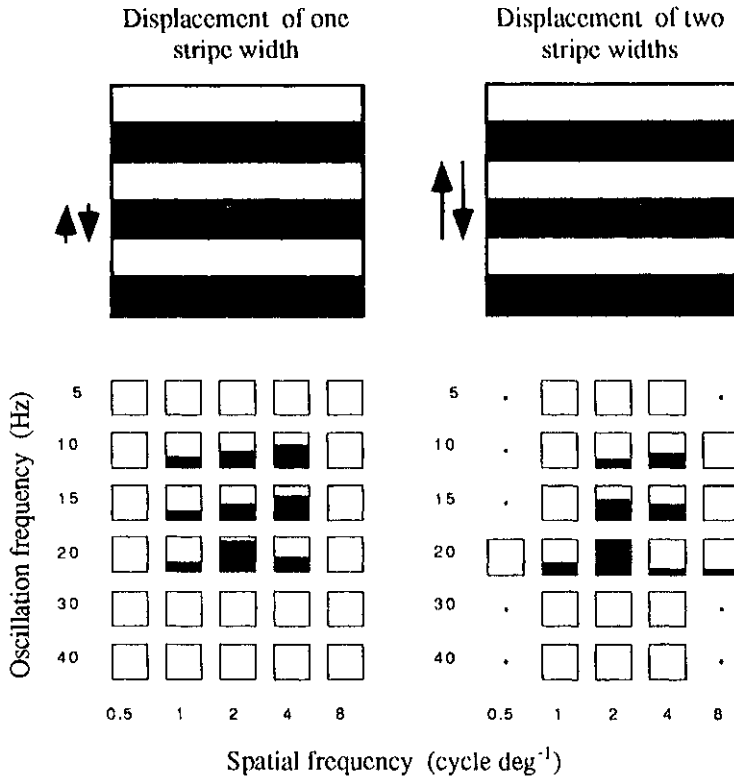 Displacement of one
stripe width
Displacement of two
stripe widths
Oscillation frequency (Hz)
5
10
15
20
30
40
5
10
15
20
30
40
0.5 1 2 4 8
0.5 1 2 4 8
Spatial frequency (cycle deg⁻¹)